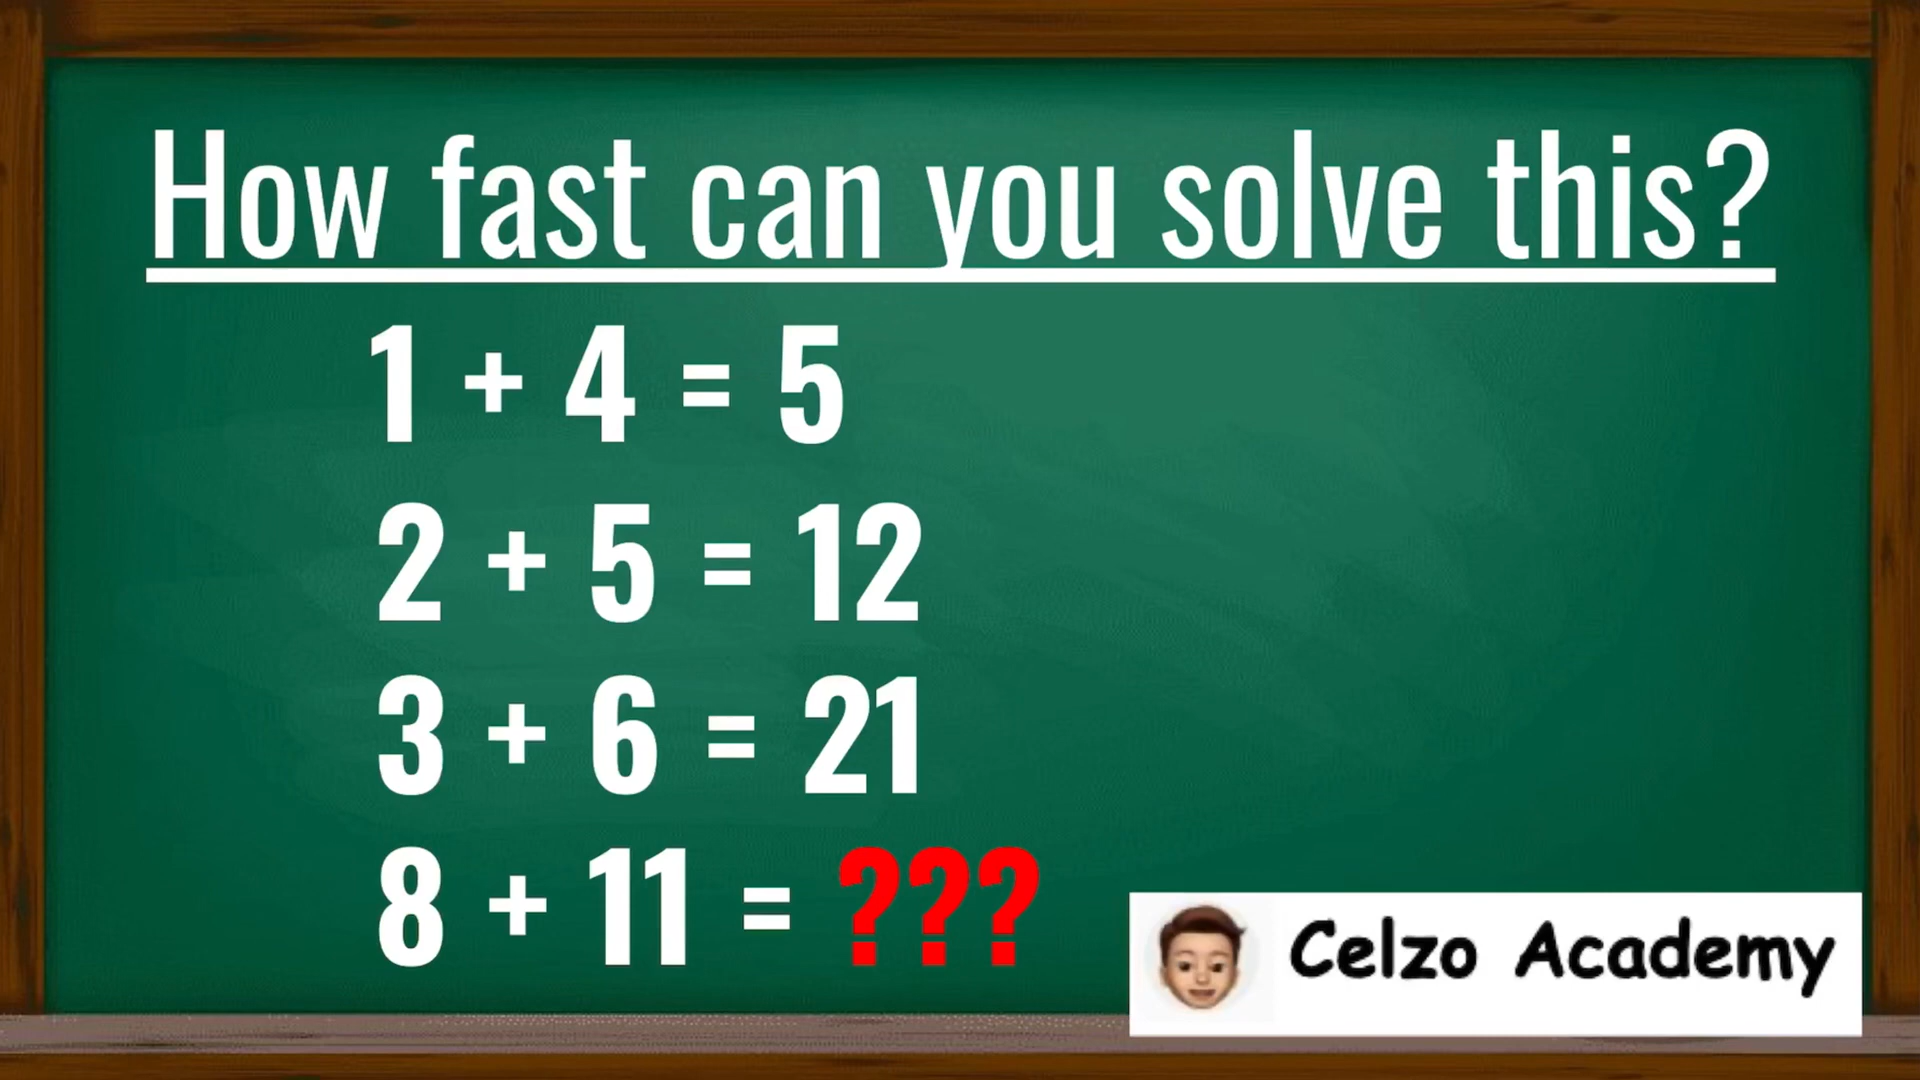 How fast can you solve this?
1 + 4 = 5
2 + 5 = 12
3 + 6 = 21
8 + 11 = ???
Celzo Academy